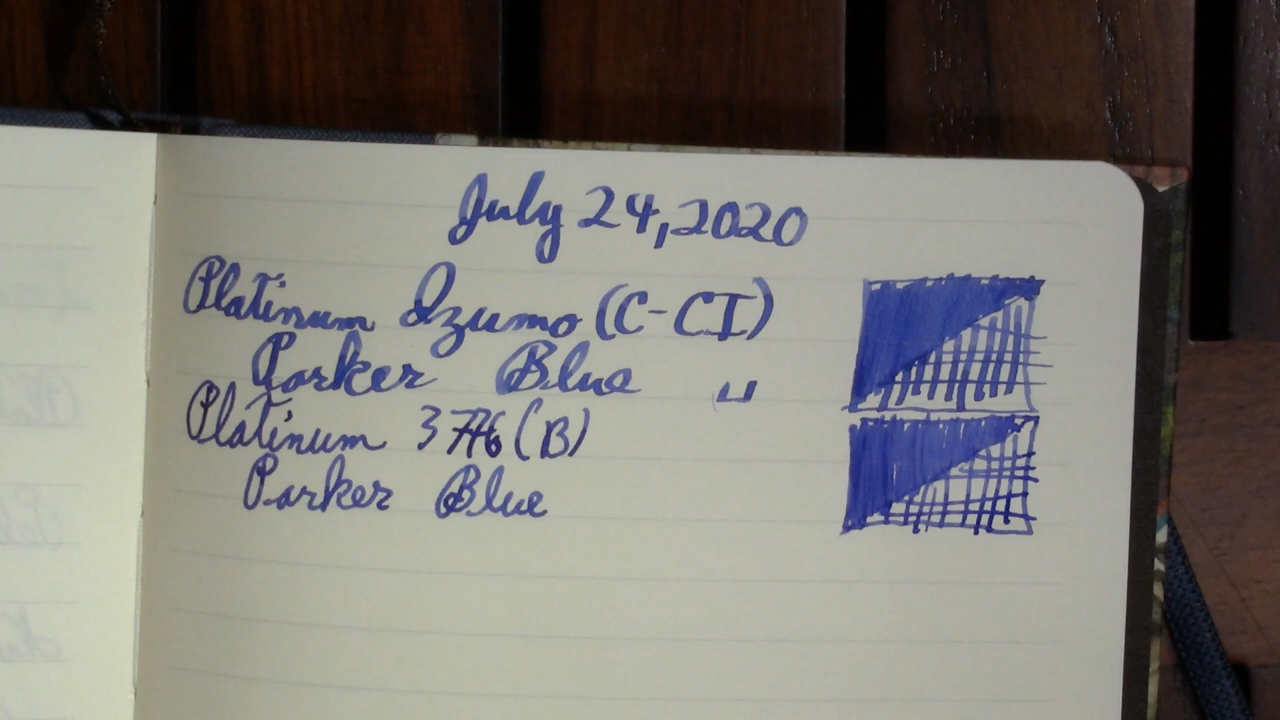 July 24, 2020
Platinum Izumo (C-CI)
Parker Blue "
Platinum 3776 (B)
Parker Blue